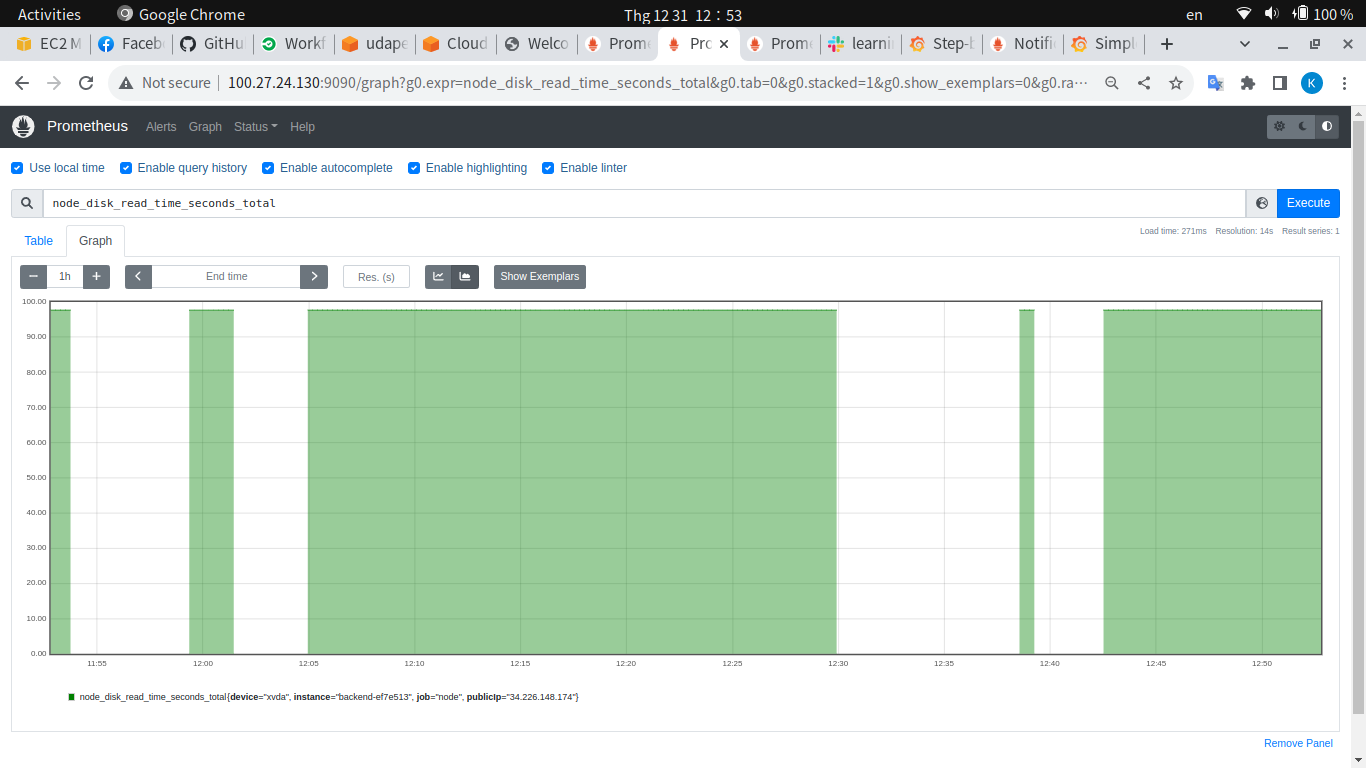 Activities Google Chrome Thg 12 31 12 : 53 en 100 %
EC2 M Faceb GitHu Workf udape Cloud Welco Prome Pro Prome learnin Step-b Notifi Simpl
Not secure 100.27.24.130:9090/graph?g0.expr=node_disk_read_time_seconds_total&g0.tab=0&g0.stacked=1&g0.show_exemplars=0&g0.ra… K
Prometheus Alerts Graph Status Help
Use local time Enable query history Enable autocomplete Enable highlighting Enable linter
node_disk_read_time_seconds_total Execute
Table Graph Load time: 271ms Resolution: 14s Result series: 1
1h End time Res. (s) Show Exemplars
100.00
90.00
80.00
70.00
60.00
50.00
40.00
30.00
20.00
10.00
0.00
11:55 12:00 12:05 12:10 12:15 12:20 12:25 12:30 12:35 12:40 12:45 12:50
node_disk_read_time_seconds_total{device="xvda", instance="backend-ef7e513", job="node", publicIp="34.226.148.174"}
Remove Panel